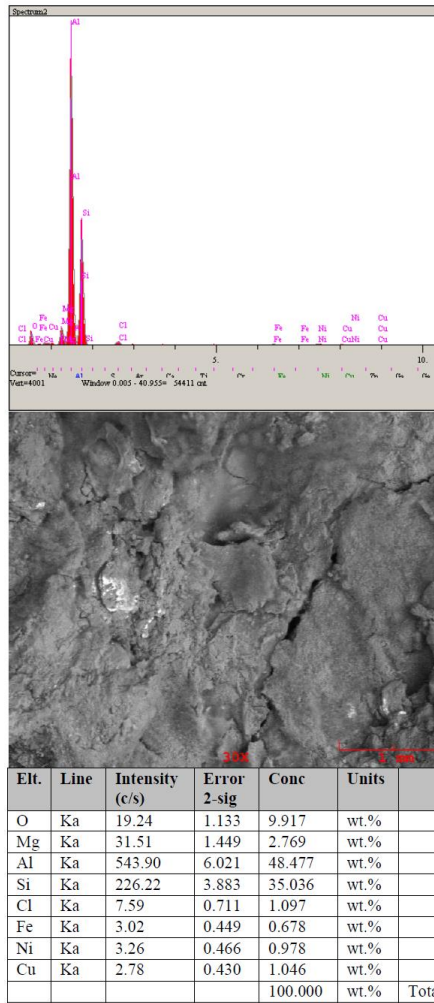 Spectrum2
Al
Al
Si
Si
Cl O Fe Fe Cu
Cl Fe Cu Si
Cl
Cl
Fe Fe Ni Cu Ni Cu
Fe Fe Ni Cu Ni Cu
5. 10.
Cursor=
Vert=4001 Window 0.005 - 40.955= 54411 cnt
35X
Elt. Line Intensity (c/s) Error 2-sig Conc Units
O Ka 19.24 1.133 9.917 wt.%
Mg Ka 31.51 1.449 2.769 wt.%
Al Ka 543.90 6.021 48.477 wt.%
Si Ka 226.22 3.883 35.036 wt.%
Cl Ka 7.59 0.711 1.097 wt.%
Fe Ka 3.02 0.449 0.678 wt.%
Ni Ka 3.26 0.466 0.978 wt.%
Cu Ka 2.78 0.430 1.046 wt.%
100.000 wt.% Tota